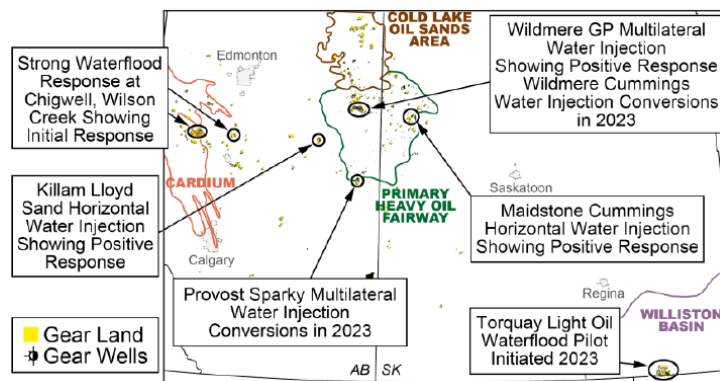 COLD LAKE
OIL SANDS
AREA
Wildmere GP Multilateral
Water Injection
Showing Positive Response
Wildmere Cummings
Water Injection Conversions
in 2023
Strong Waterflood
Response at
Chigwell, Wilson
Creek Showing
Initial Response
Edmonton
Killam Lloyd
Sand Horizontal
Water Injection
Showing Positive
Response
CARDIUM
PRIMARY
HEAVY OIL
FAIRWAY
Saskatoon
Maidstone Cummings
Horizontal Water Injection
Showing Positive Response
Calgary
Provost Sparky Multilateral
Water Injection
Conversions in 2023
Regina
WILLISTON
BASIN
Torquay Light Oil
Waterflood Pilot
Initiated 2023
Gear Land
Gear Wells
AB SK